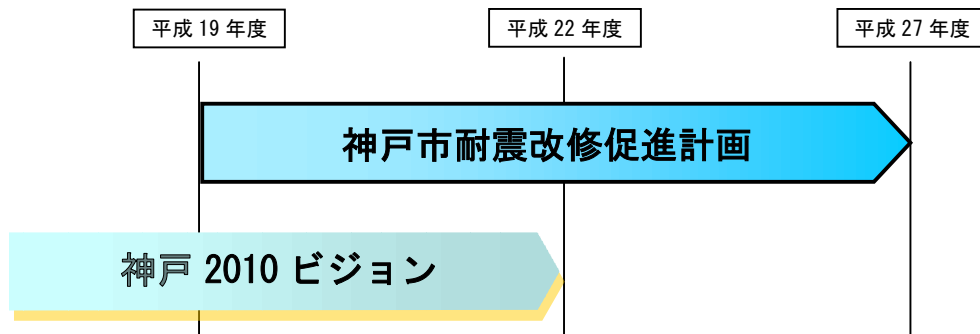 平成 19 年度
平成 22 年度
平成 27 年度
神戸市耐震改修促進計画
神戸 2010 ビジョン